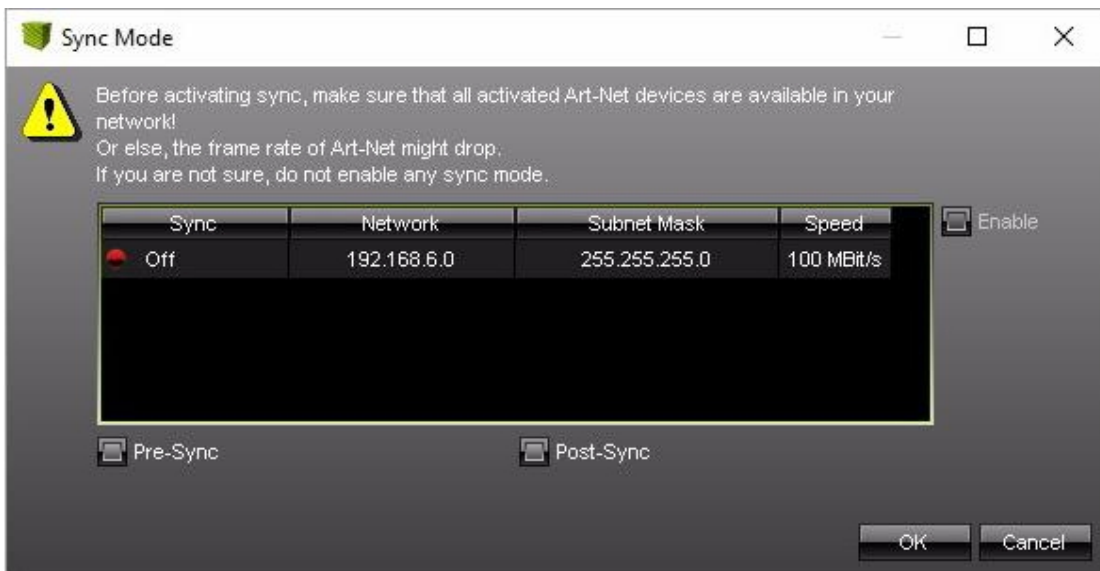 Sync Mode
Before activating sync, make sure that all activated Art-Net devices are available in your
network!
Or else, the frame rate of Art-Net might drop.
If you are not sure, do not enable any sync mode.
Sync Network Subnet Mask Speed
Enable
Off 192.168.6.0 255.255.255.0 100 MBit/s
Pre-Sync Post-Sync
OK Cancel